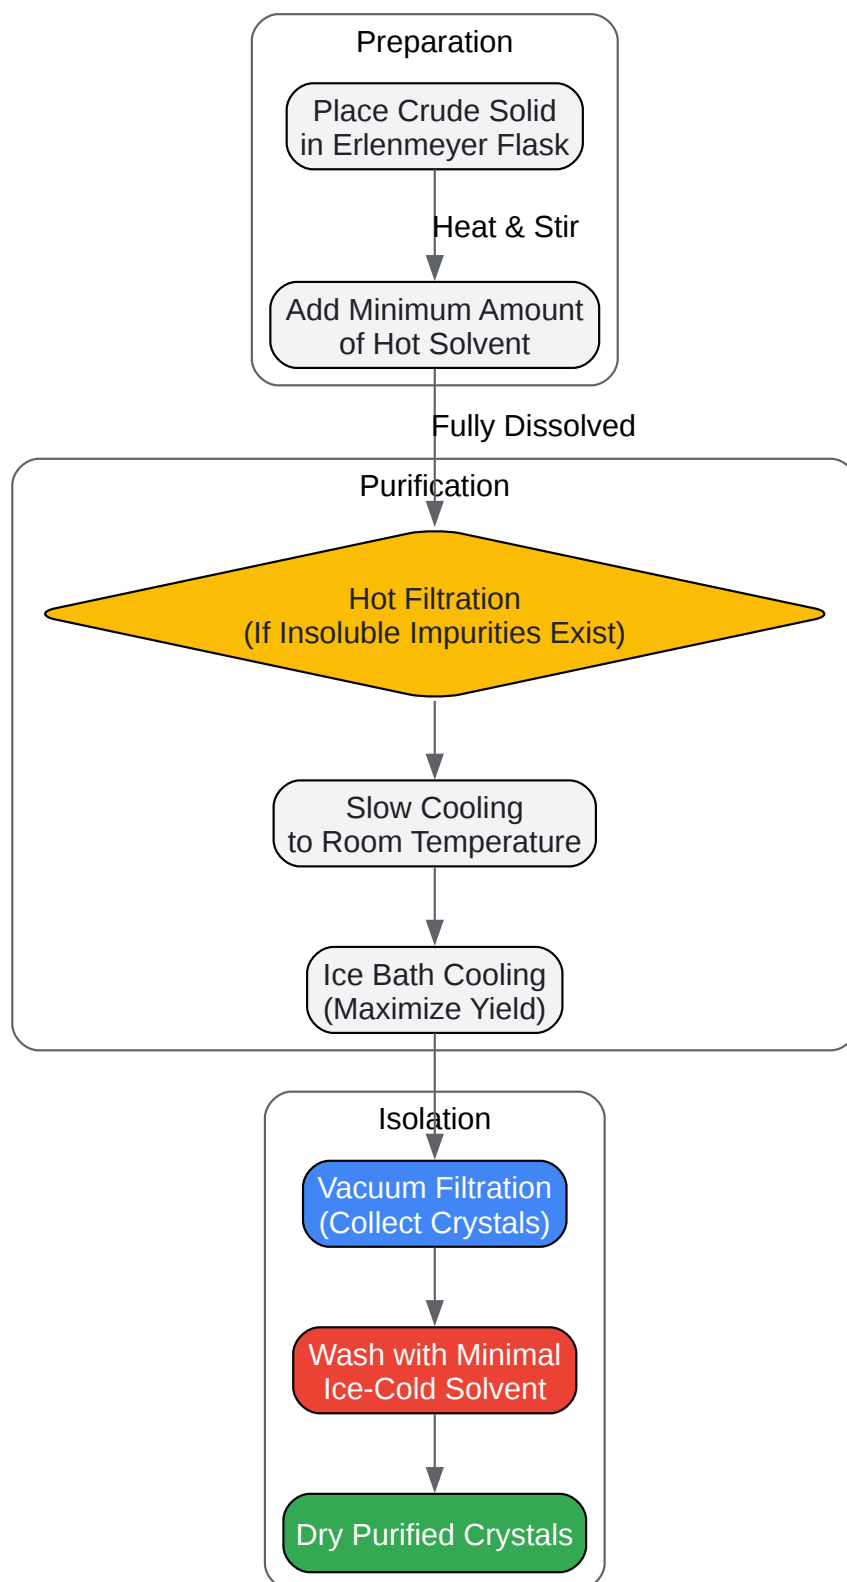 Preparation
Place Crude Solid
in Erlenmeyer Flask
Heat & Stir
Add Minimum Amount
of Hot Solvent
Fully Dissolved
Purification
Hot Filtration
(If Insoluble Impurities Exist)
Slow Cooling
to Room Temperature
Ice Bath Cooling
(Maximize Yield)
Isolation
Vacuum Filtration
(Collect Crystals)
Wash with Minimal
Ice-Cold Solvent
Dry Purified Crystals